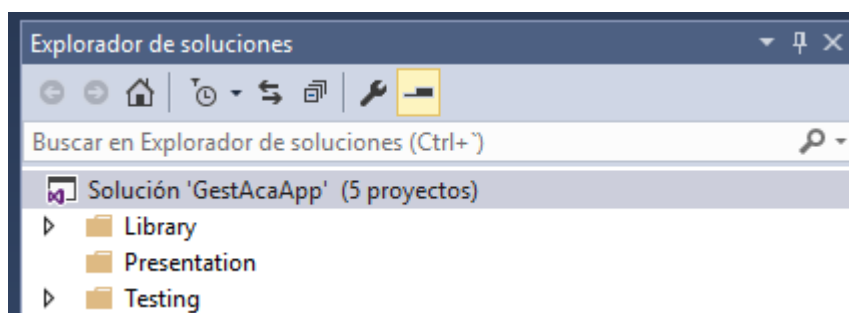 Explorador de soluciones
Buscar en Explorador de soluciones (Ctrl+`)
Solución 'GestAcaApp' (5 proyectos)
Library
Presentation
Testing